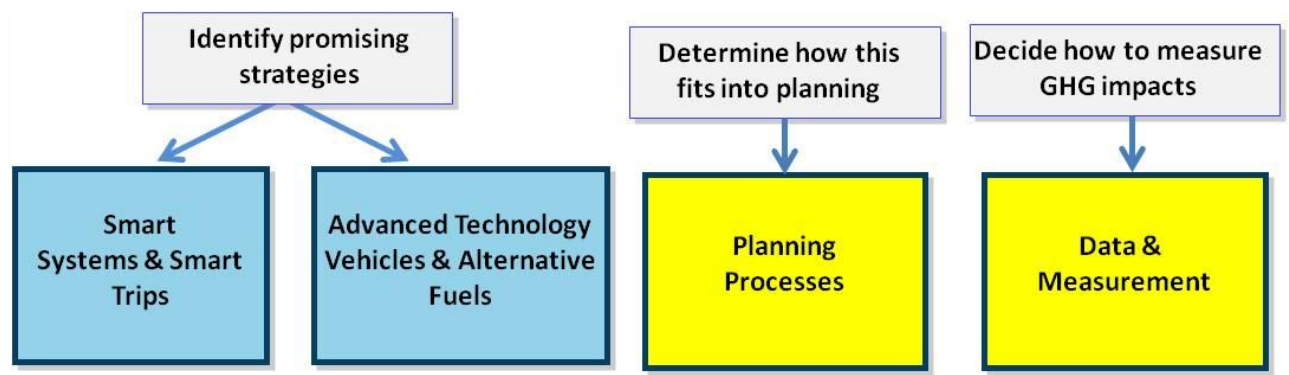 Identify promising
strategies
Determine how this
fits into planning
Decide how to measure
GHG impacts
Smart
Systems & Smart
Trips
Advanced Technology
Vehicles & Alternative
Fuels
Planning
Processes
Data &
Measurement